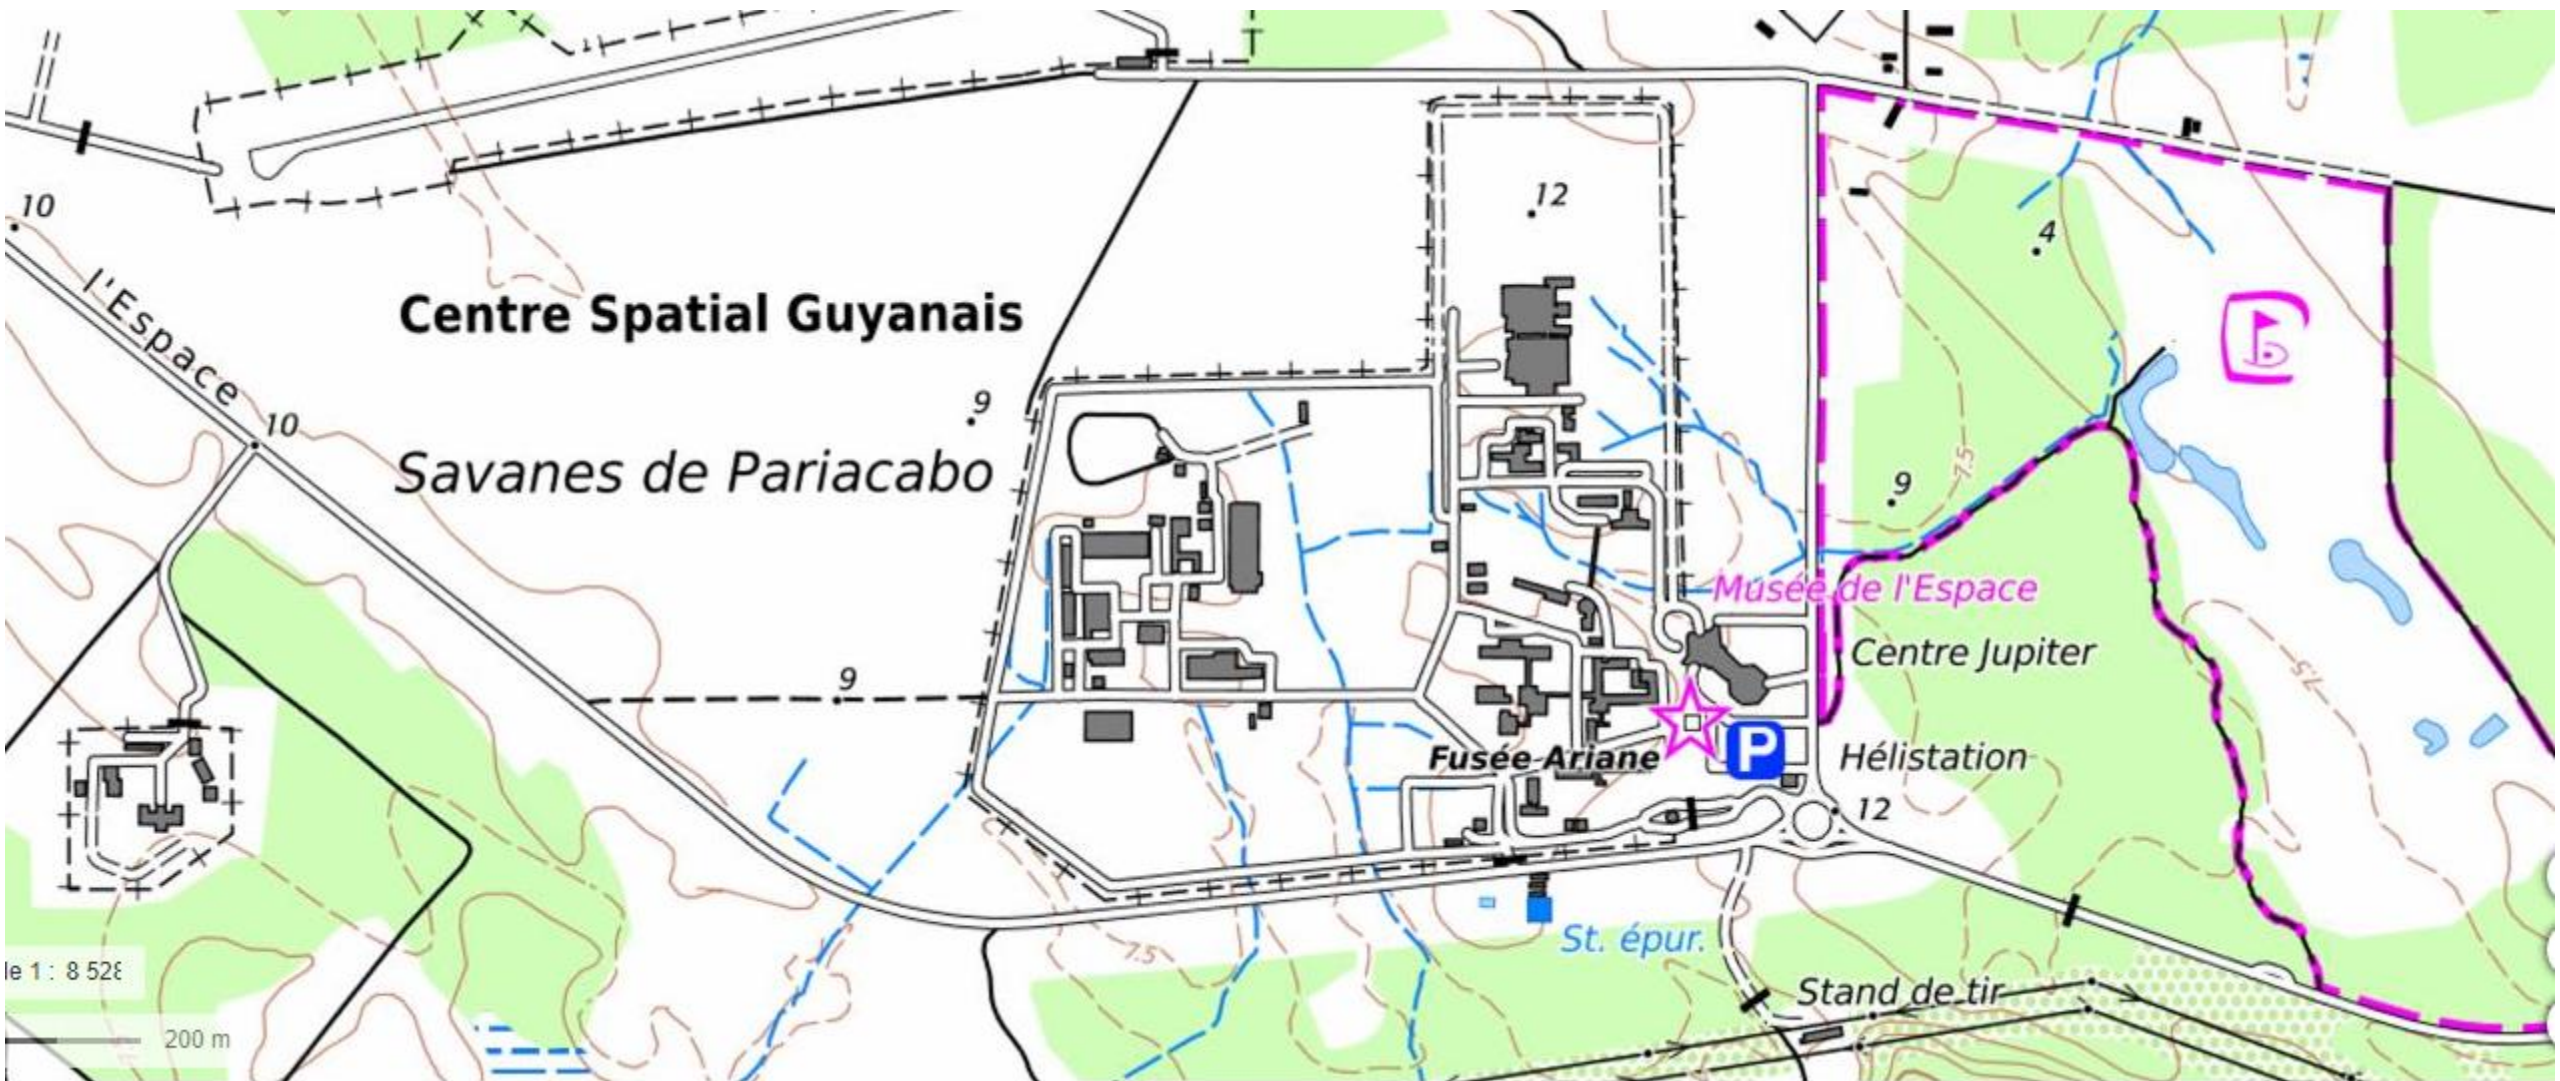 10
12
4
l'Espace
Centre Spatial Guyanais
9
10
Savanes de Pariacabo
9
7.5
Musée de l'Espace
Centre Jupiter
9
7.5
Fusée Ariane
P
Hélistation
12
St. épur.
7.5
le 1 : 8 528
Stand de tir
200 m